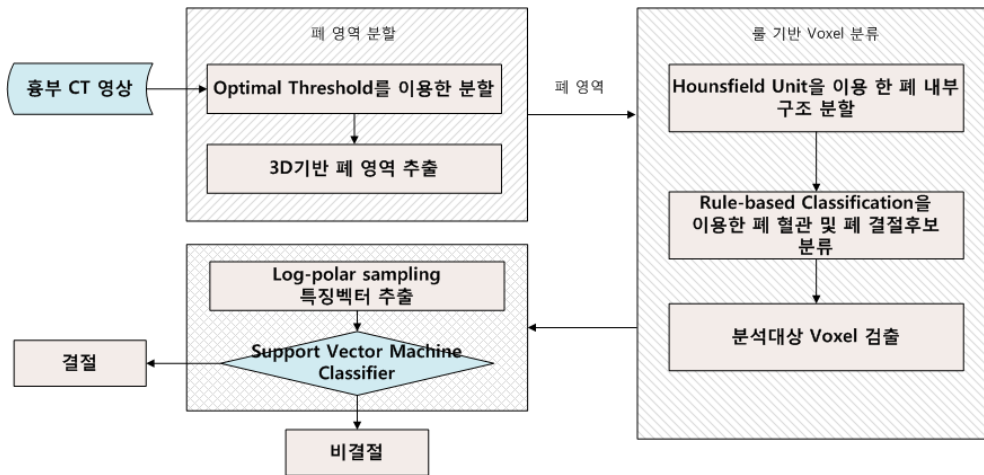 폐 영역 분할
흉부 CT 영상
Optimal Threshold를 이용한 분할
3D기반 폐 영역 추출
폐 영역
룰 기반 Voxel 분류
Hounsfield Unit을 이용 한 폐 내부
구조 분할
Rule-based Classification을
이용한 폐 혈관 및 폐 결절후보
분류
분석대상 Voxel 검출
Log-polar sampling
특징벡터 추출
Support Vector Machine
Classifier
결절
비결절